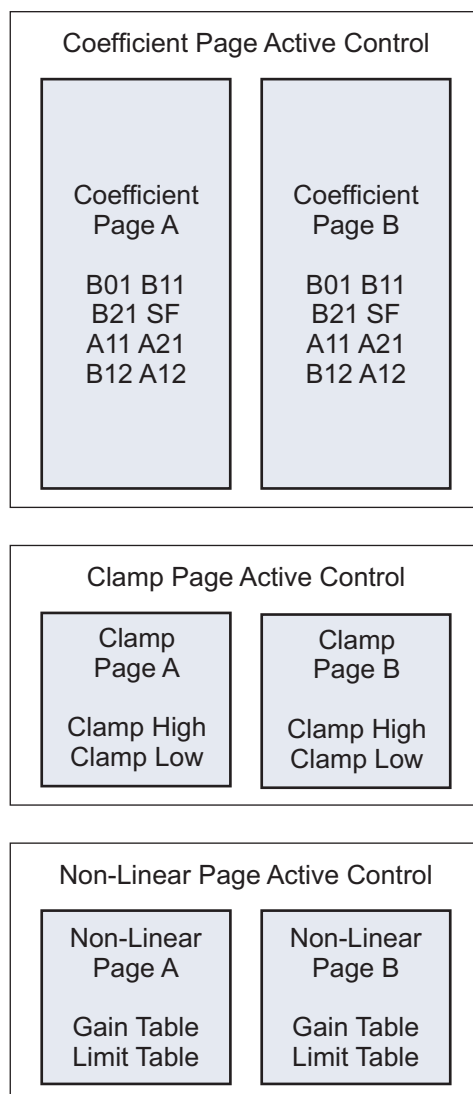 Coefficient Page Active Control
Coefficient
Page A
B01 B11
B21 SF
A11 A21
B12 A12
Coefficient
Page B
B01 B11
B21 SF
A11 A21
B12 A12
Clamp Page Active Control
Clamp
Page A
Clamp High
Clamp Low
Clamp
Page B
Clamp High
Clamp Low
Non-Linear Page Active Control
Non-Linear
Page A
Gain Table
Limit Table
Non-Linear
Page B
Gain Table
Limit Table